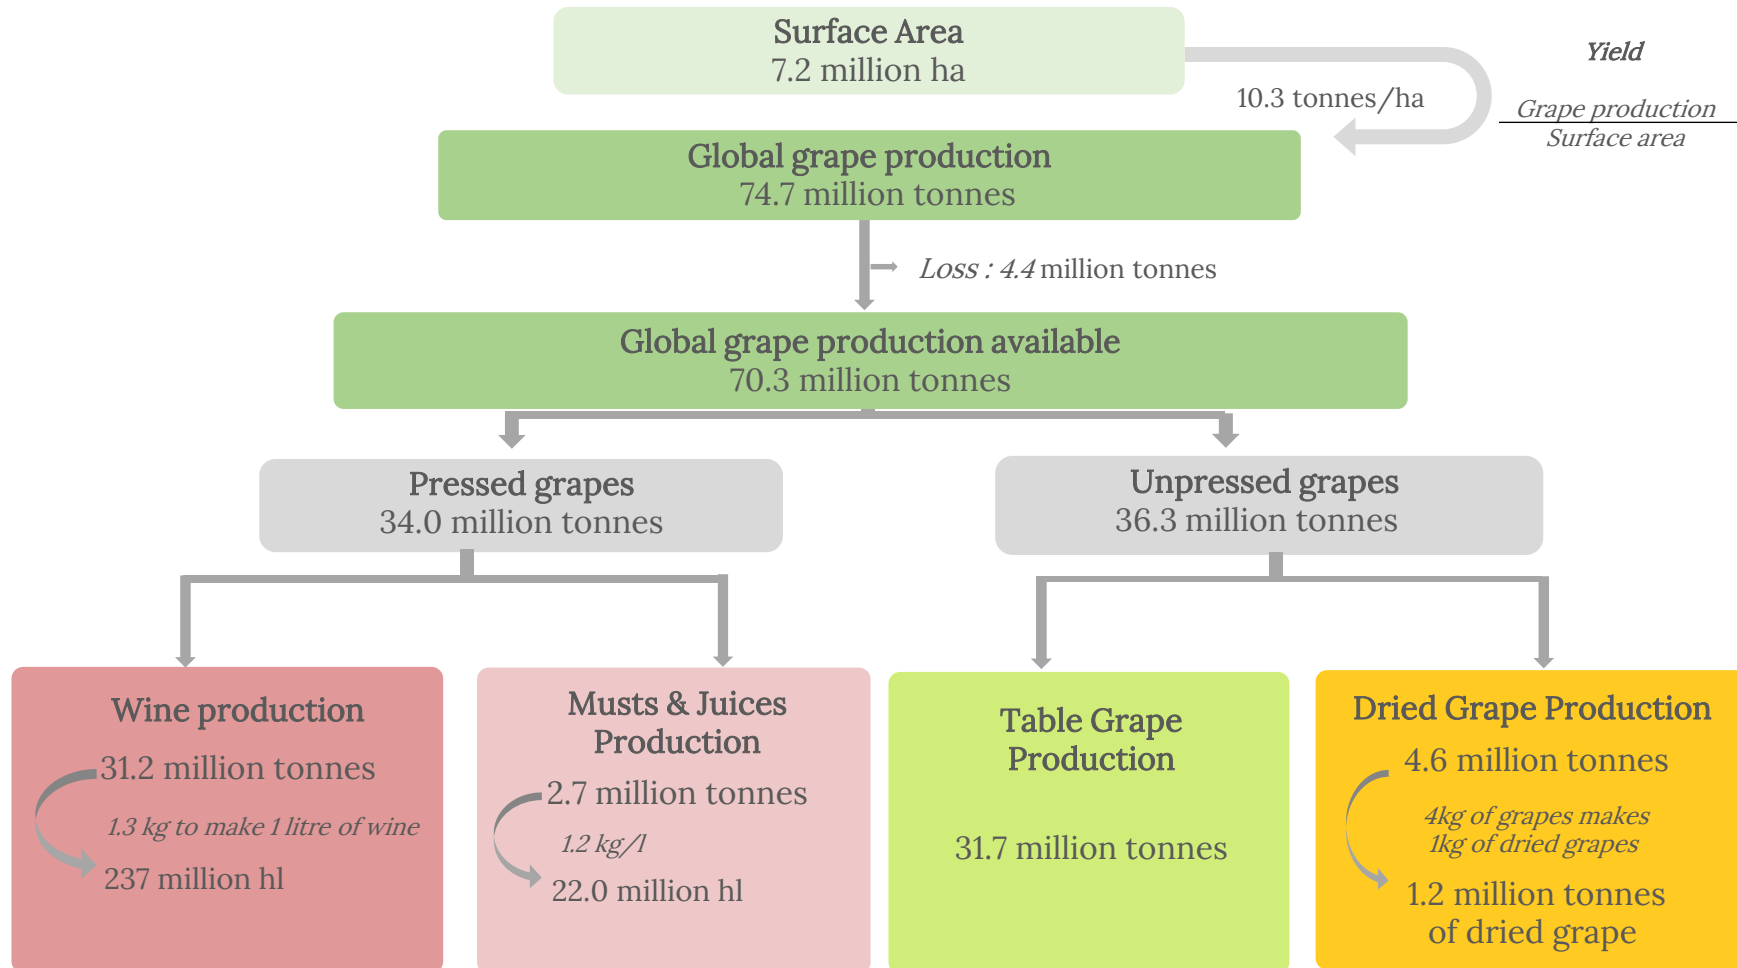 Surface Area
7.2 million ha
Yield
10.3 tonnes/ha
Grape production
Surface area
Global grape production
74.7 million tonnes
Loss : 4.4 million tonnes
Global grape production available
70.3 million tonnes
Pressed grapes
34.0 million tonnes
Unpressed grapes
36.3 million tonnes
Wine production
31.2 million tonnes
1.3 kg to make 1 litre of wine
237 million hl
Musts & Juices
Production
2.7 million tonnes
1.2 kg/l
22.0 million hl
Table Grape
Production
31.7 million tonnes
Dried Grape Production
4.6 million tonnes
4kg of grapes makes
1kg of dried grapes
1.2 million tonnes
of dried grape